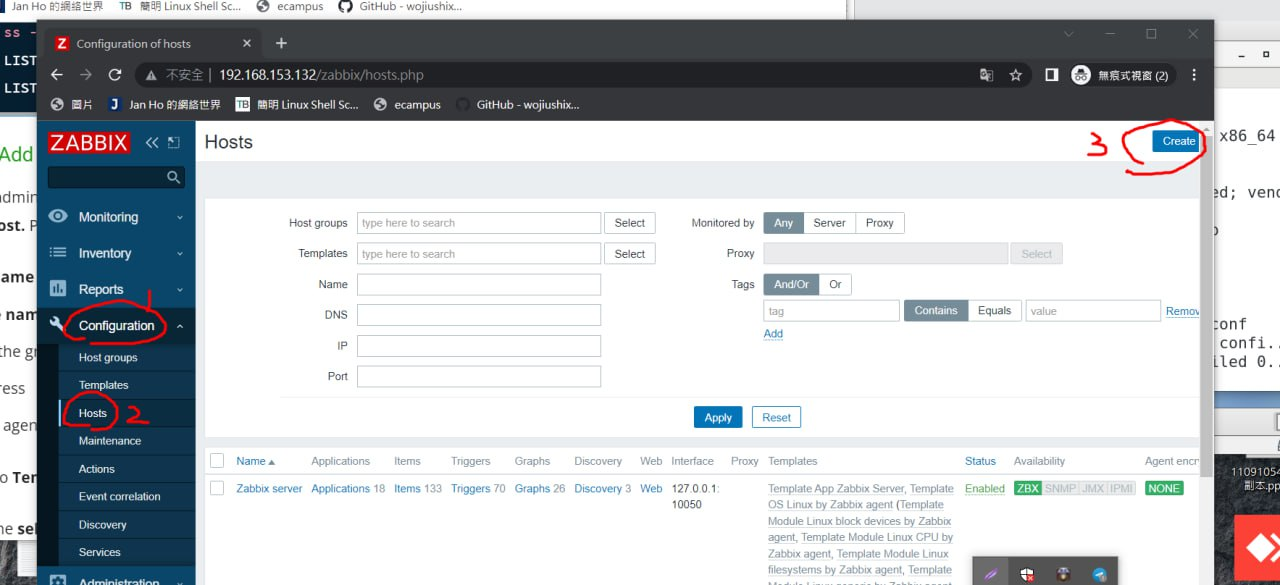 Jan Ho 的網絡世界 TB 簡明 Linux Shell Sc... ecampus GitHub - wojiushix...
ss -
LIST
LIST
Add
admin
ost. P
ame
e nam
the gr
ress
agen
o Ter
ne sel
Z Configuration of hosts
不安全 | 192.168.153.132/zabbix/hosts.php
無痕式視窗 (2)
圖片 J Jan Ho 的網絡世界 TB 簡明 Linux Shell Sc... ecampus GitHub - wojiushix...
ZABBIX
Monitoring
Inventory
Reports
1
Configuration
Host groups
Templates
Hosts 2
Maintenance
Actions
Event correlation
Discovery
Services
Administration
Hosts
3 Create
Host groups type here to search Select
Templates type here to search Select
Name
DNS
IP
Port
Monitored by Any Server Proxy
Proxy Select
Tags And/Or Or
tag Contains Equals value Remov
Add
Apply Reset
Name Applications Items Triggers Graphs Discovery Web Interface Proxy Templates Status Availability Agent encry
Zabbix server Applications 18 Items 133 Triggers 70 Graphs 26 Discovery 3 Web 127.0.0.1:
10050
Template App Zabbix Server, Template
OS Linux by Zabbix agent (Template
Module Linux block devices by Zabbix
agent, Template Module Linux CPU by
Zabbix agent, Template Module Linux
filesystems by Zabbix agent, Template
Module Linux generic by Zabbix agent
Enabled ZBX SNMP JMX IPMI NONE
x86_64
ed; vend
conf
confi..
iled 0..
11091054
副本.pp